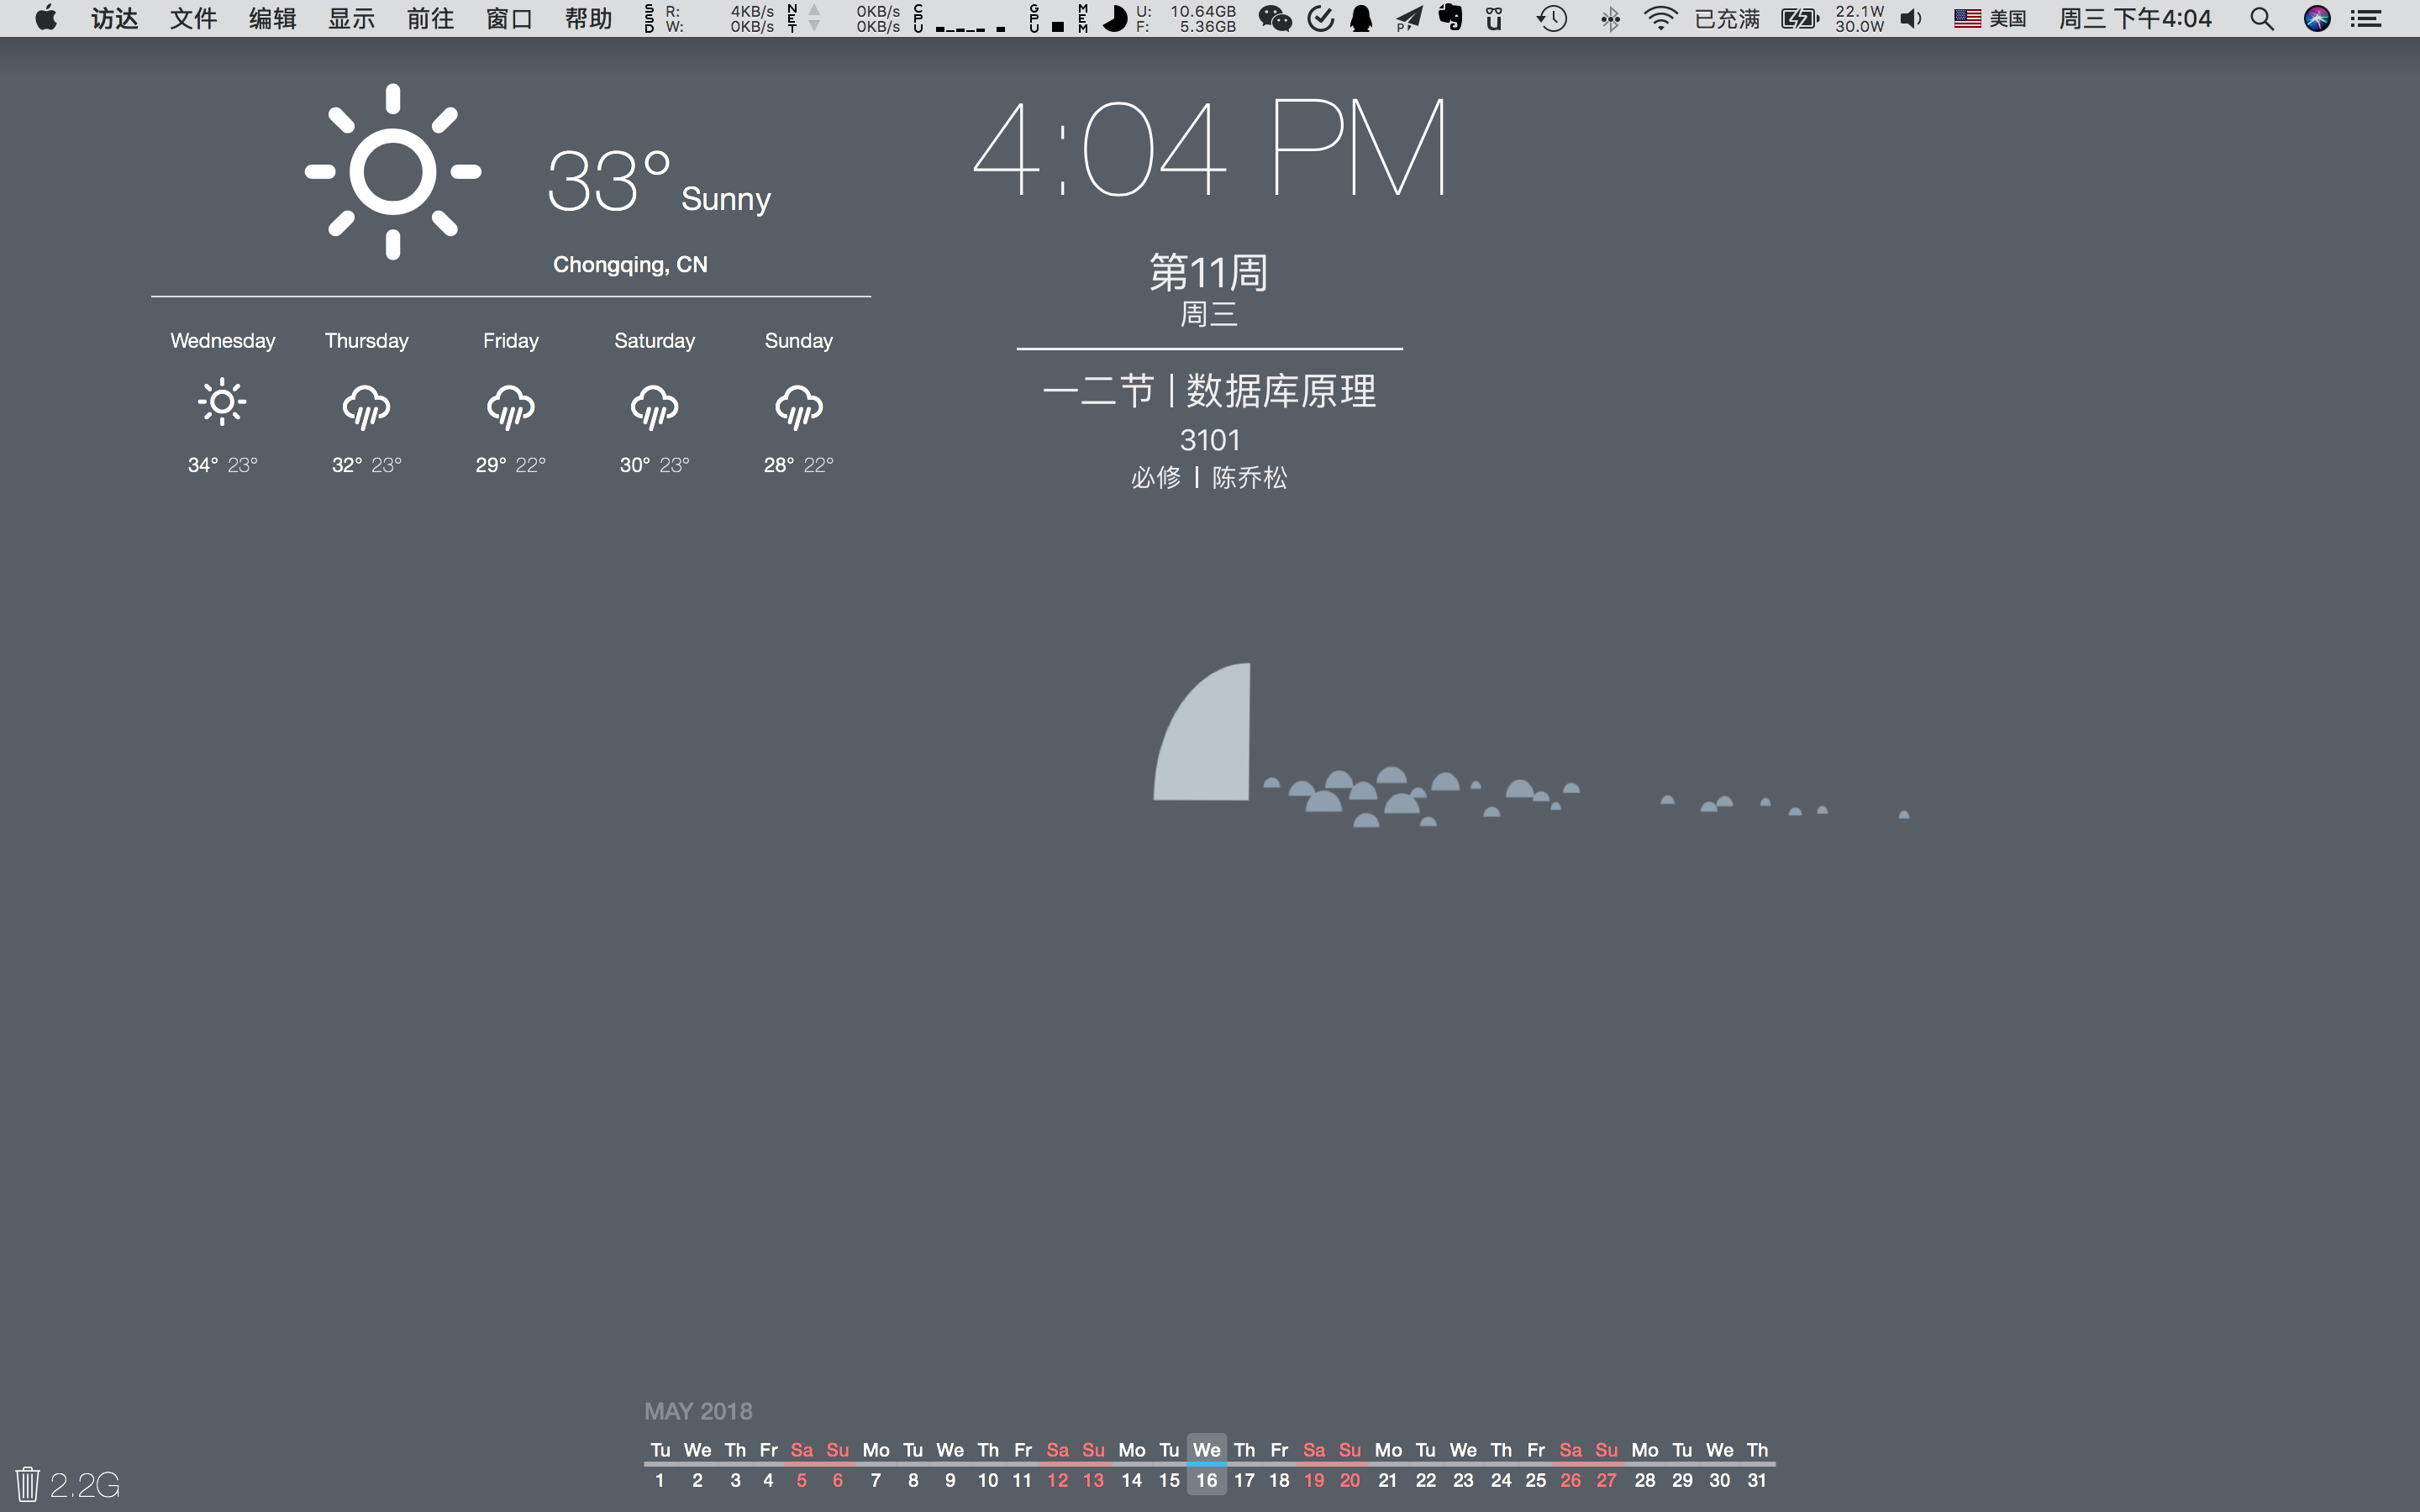 访达 文件 编辑 显示 前往 窗口 帮助 SSD R: 4KB/s W: 0KB/s NET 0KB/s 0KB/s CPU GPU MEM U: 10.64GB F: 5.36GB 已充满 22.1W 30.0W 美国 周三 下午4:04
33° Sunny
Chongqing, CN
Wednesday Thursday Friday Saturday Sunday
34° 23° 32° 23° 29° 22° 30° 23° 28° 22°
4:04 PM
第11周
周三
一二节 | 数据库原理
3101
必修 | 陈乔松
MAY 2018
Tu We Th Fr Sa Su Mo Tu We Th Fr Sa Su Mo Tu We Th Fr Sa Su Mo Tu We Th Fr Sa Su Mo Tu We Th
1 2 3 4 5 6 7 8 9 10 11 12 13 14 15 16 17 18 19 20 21 22 23 24 25 26 27 28 29 30 31
2.2G